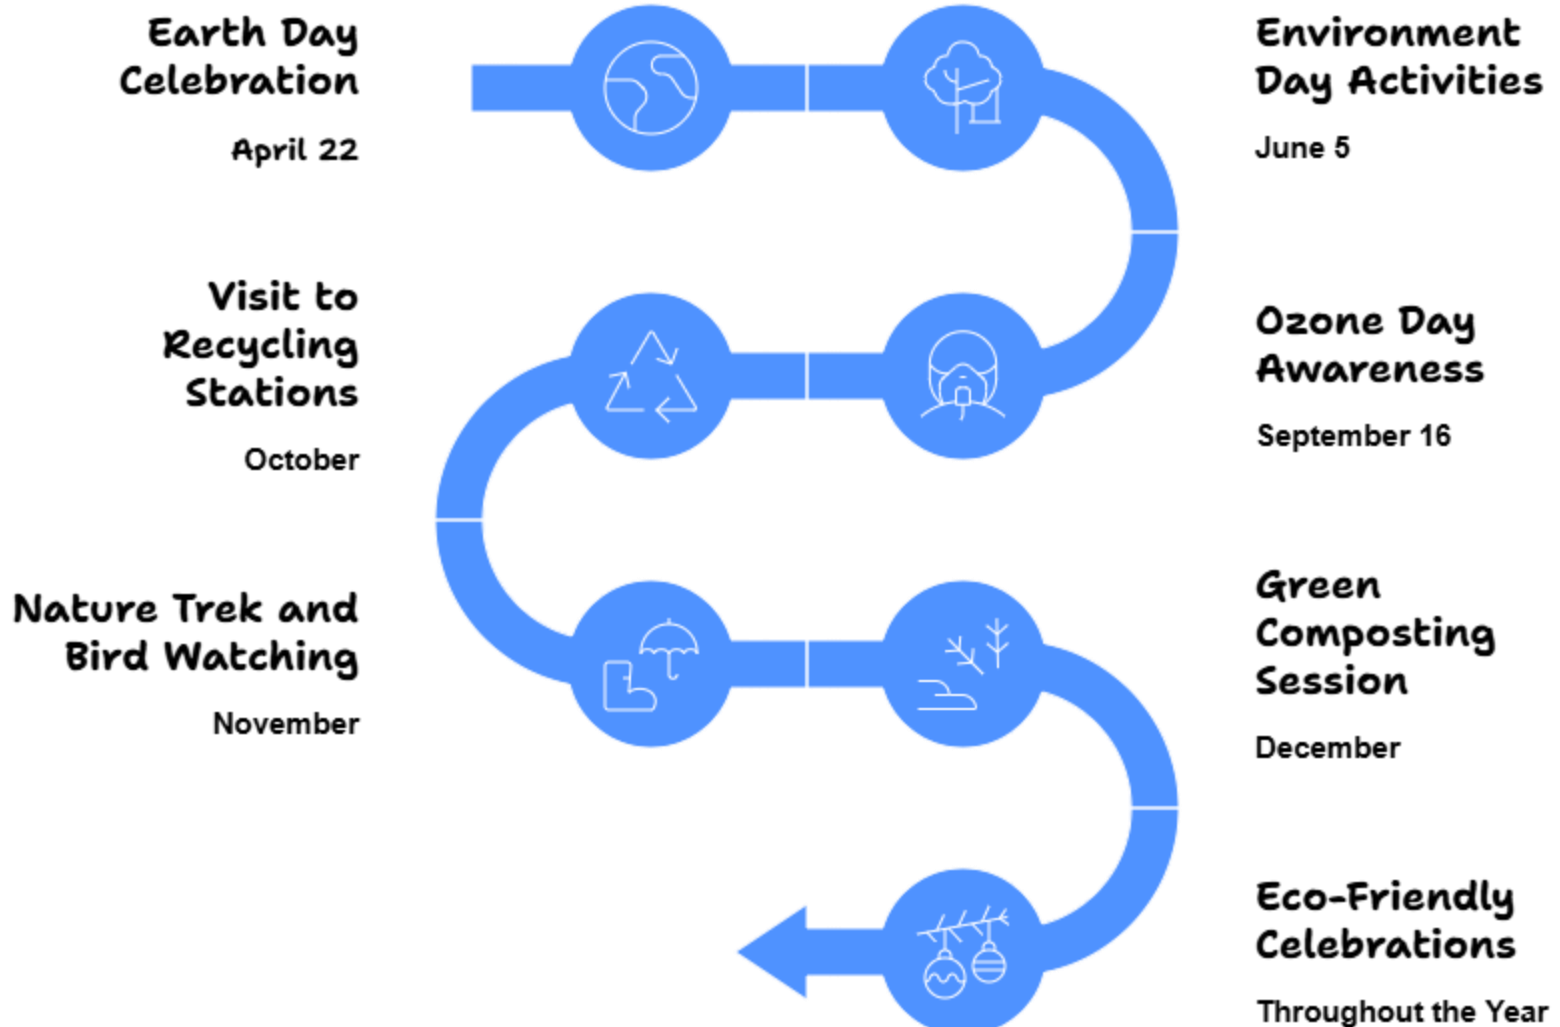 Earth Day
Celebration
April 22
Environment
Day Activities
June 5
Ozone Day
Awareness
September 16
Visit to
Recycling
Stations
October
Nature Trek and
Bird Watching
November
Green
Composting
Session
December
Eco-Friendly
Celebrations
Throughout the Year